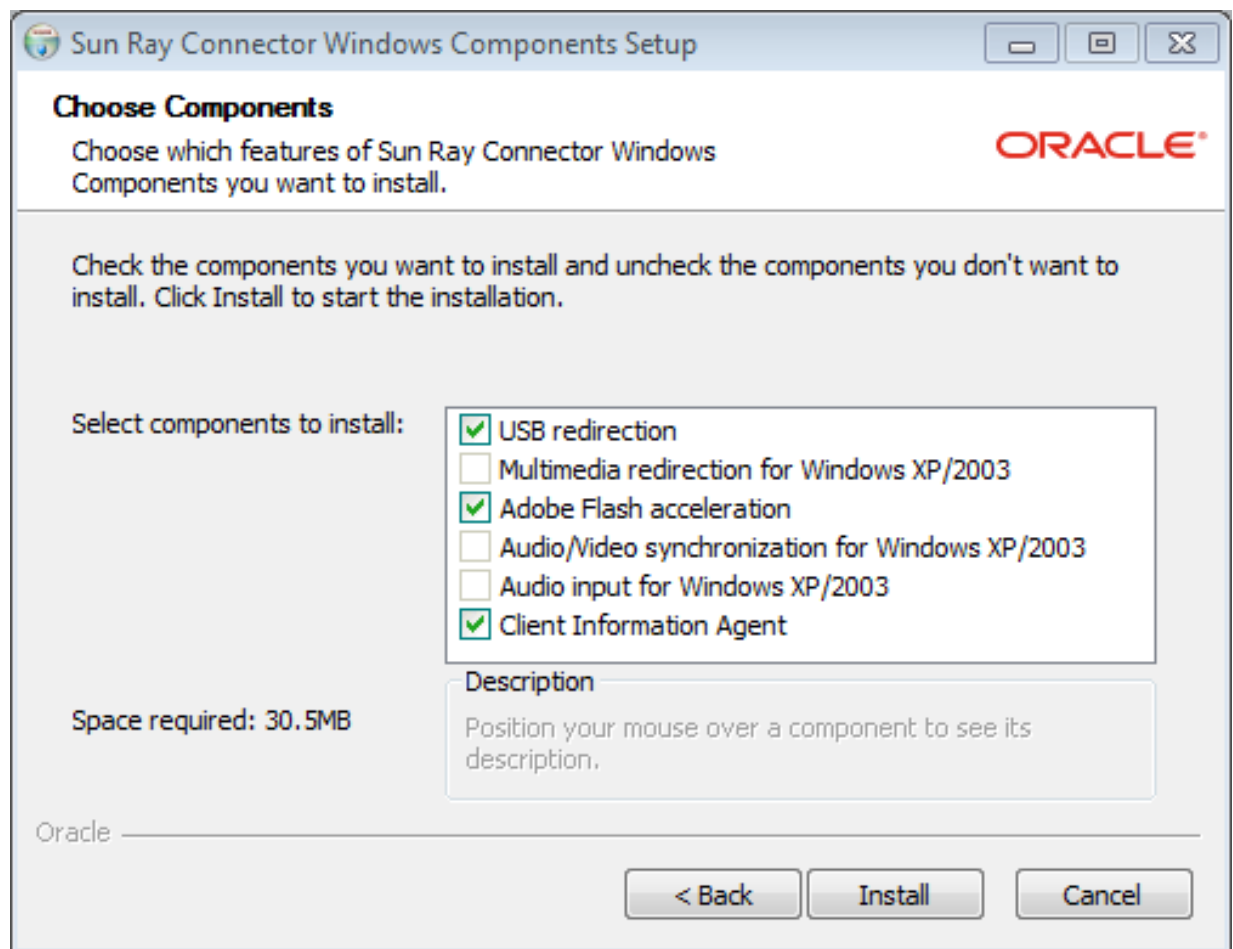 Sun Ray Connector Windows Components Setup
Choose Components
Choose which features of Sun Ray Connector Windows
Components you want to install.
ORACLE®
Check the components you want to install and uncheck the components you don't want to
install. Click Install to start the installation.
Select components to install:
USB redirection
Multimedia redirection for Windows XP/2003
Adobe Flash acceleration
Audio/Video synchronization for Windows XP/2003
Audio input for Windows XP/2003
Client Information Agent
Space required: 30.5MB
Description
Position your mouse over a component to see its
description.
Oracle
< Back
Install
Cancel